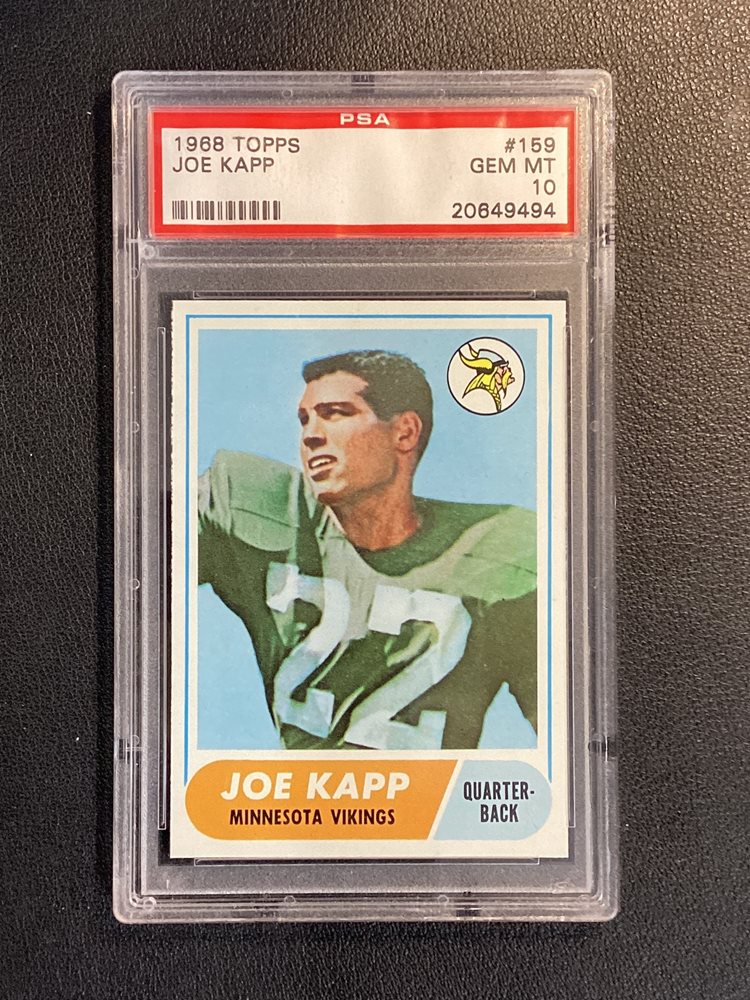 PSA
1968 TOPPS #159
JOE KAPP GEM MT
10
20649494
22
JOE KAPP
MINNESOTA VIKINGS
QUARTER-
BACK